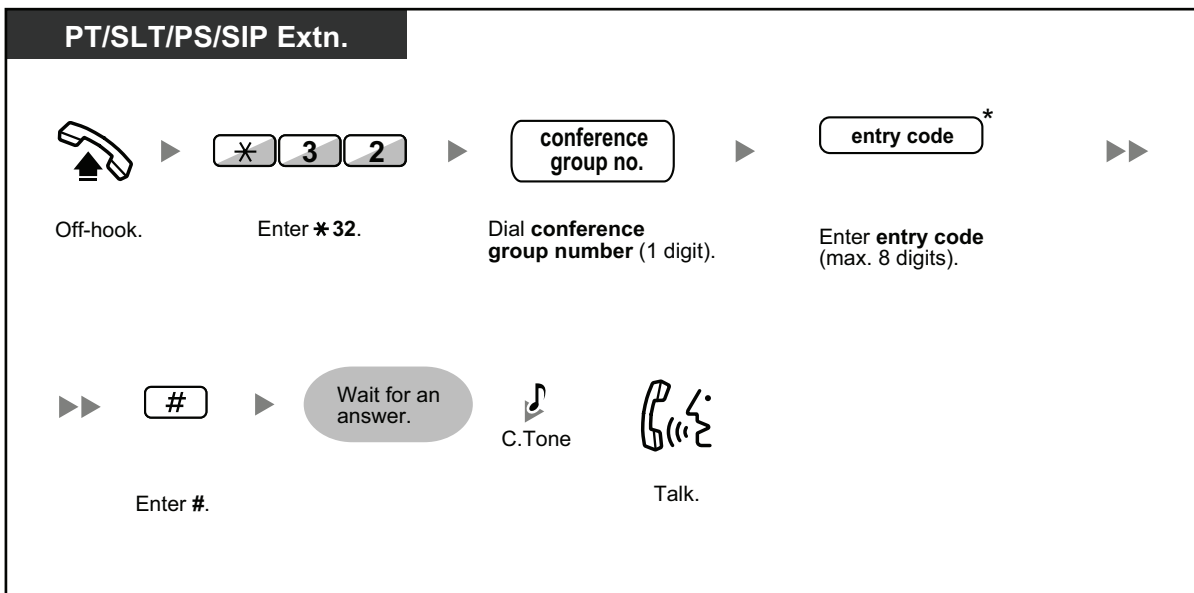 PT/SLT/PS/SIP Extn.
* 3 2
conference
group no.
entry code*
Off-hook.
Enter *32.
Dial conference
group number (1 digit).
Enter entry code
(max. 8 digits).
#
Wait for an
answer.
C.Tone
Enter #.
Talk.